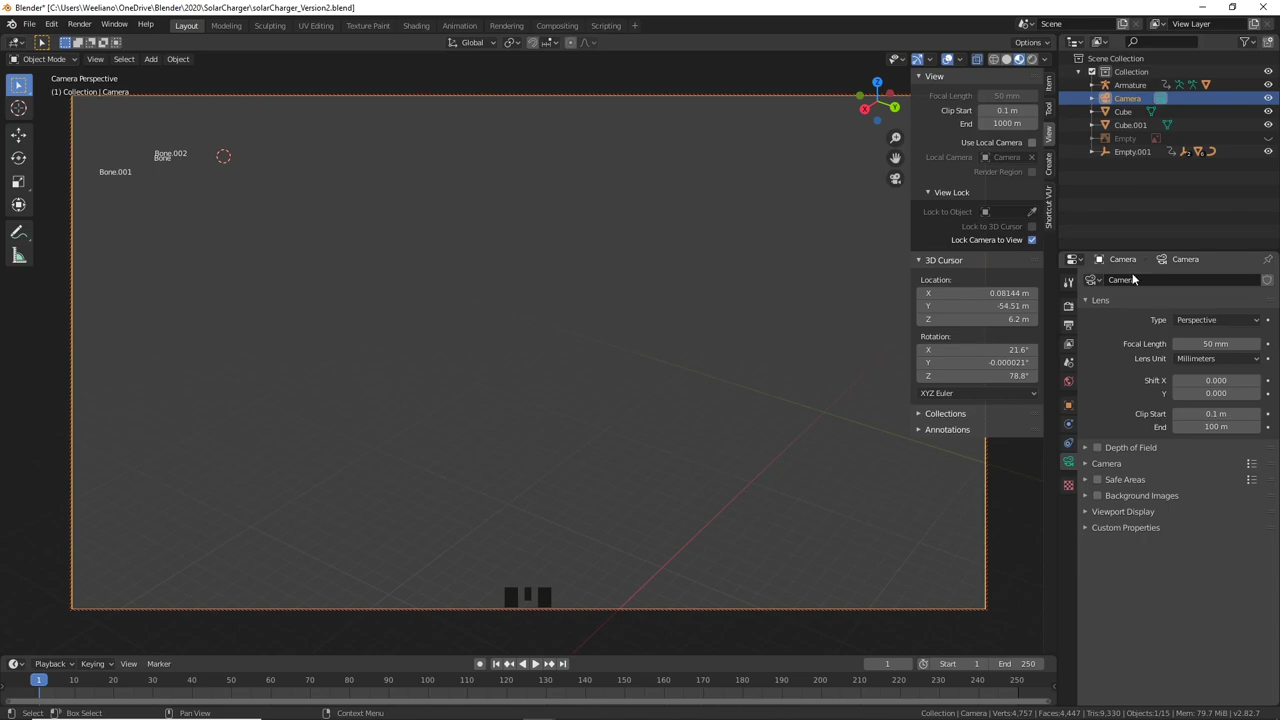 Blender* [C:\Users\Weeliano\OneDrive\Blender\2020\SolarCharger\solarCharger_Version2.blend]
File Edit Render Window Help Layout Modeling Sculpting UV Editing Texture Paint Shading Animation Rendering Compositing Scripting + Scene View Layer
Global Options
Object Mode View Select Add Object
Camera Perspective
(1) Collection | Camera
Bone.002
Bone
Bone.001
Z
Y
X
View
Focal Length 50 mm
Clip Start 0.1 m
End 1000 m
Use Local Camera
Local Camera Camera
Render Region
View Lock
Lock to Object
Lock to 3D Cursor
Lock Camera to View
3D Cursor
Location:
X 0.08144 m
Y -54.51 m
Z 6.2 m
Rotation:
X 21.6°
Y -0.000021°
Z 78.8°
XYZ Euler
Collections
Annotations
Item
Tool
View
Create
Shortcut VUr
Scene Collection
Collection
Armature
Camera
Cube
Cube.001
Empty
Empty.001
Camera Camera
Camera
Lens
Type Perspective
Focal Length 50 mm
Lens Unit Millimeters
Shift X 0.000
Y 0.000
Clip Start 0.1 m
End 100 m
Depth of Field
Camera
Safe Areas
Background Images
Viewport Display
Custom Properties
Playback Keying View Marker 1 Start 1 End 250
1 10 20 30 40 50 60 70 80 90 100 110 120 130 140 150 160 170 180 190 200 210 220 230 240 250
Select Box Select Pan View Context Menu Collection | Camera | Verts:4,757 | Faces:4,447 | Tris:9,330 | Objects:1/15 | Mem: 79.7 MiB | v2.82.7